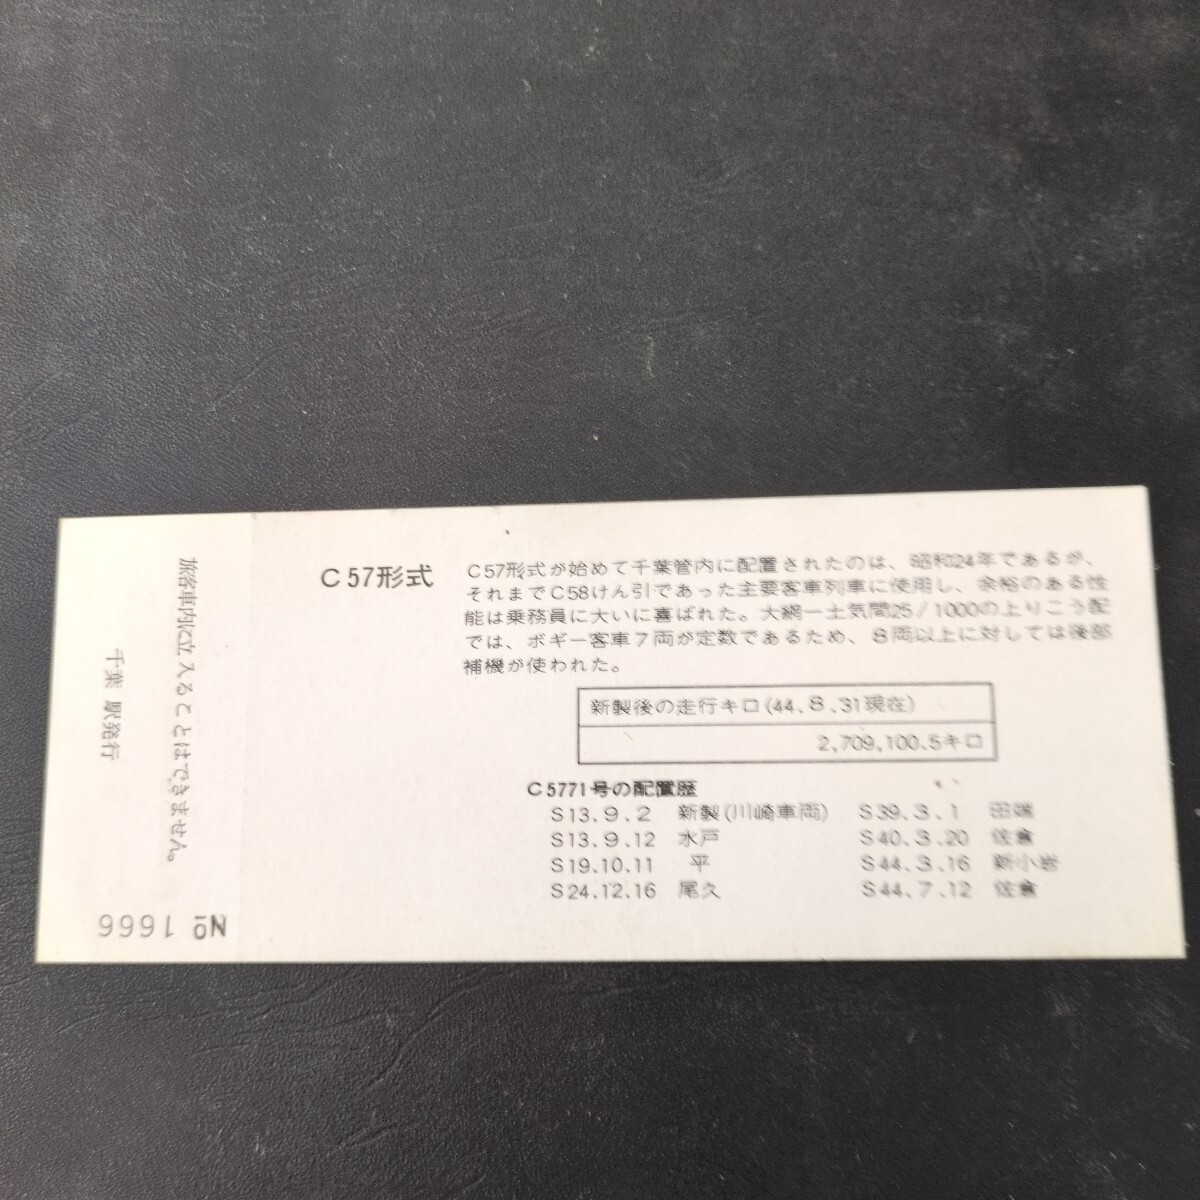 C57形式
C57形式が始めて千葉管内に配置されたのは、昭和24年であるが、
それまでC58けん引であった主要客車列車に使用し、余裕のある性
能は乗務員に大いに喜ばれた。大網ー土気間25/1000の上りこう配
では、ボギー客車7両が定数であるため、8両以上に対しては後部
補機が使われた。
新製後の走行キロ(44.8.31現在)
2,709,100.5キロ
C5771号の配置歴
S13.9.2 新製(川崎車両)
S13.9.12 水戸
S19.10.11 平
S24.12.16 尾久
S39.3.1 田端
S40.3.20 佐倉
S44.3.16 新小岩
S44.7.12 佐倉
旅客車内に立入ることはできません。
千葉駅発行
№ 1666